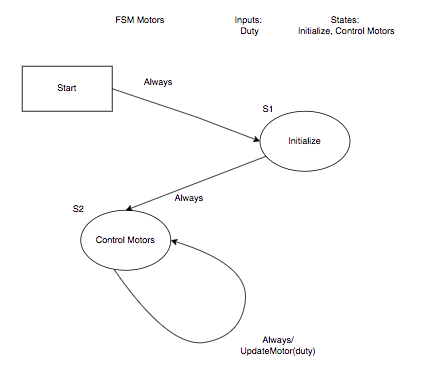 FSM Motors
Inputs:
Duty
States:
Initialize, Control Motors
Start
Always
S1
Initialize
Always
S2
Control Motors
Always/
UpdateMotor(duty)